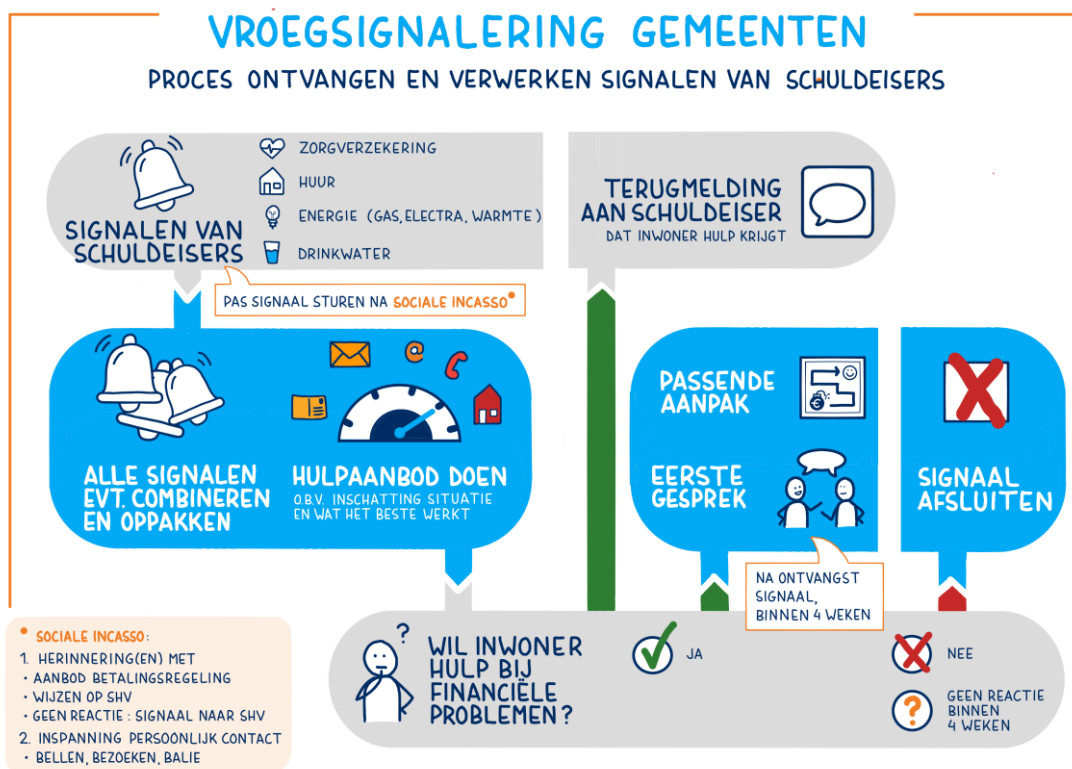 VROEGSIGNALERING GEMEENTEN
PROCES ONTVANGEN EN VERWERKEN SIGNALEN VAN SCHULDEISERS
SIGNALEN VAN
SCHULDEISERS
ZORGVERZEKERING
HUUR
ENERGIE (GAS, ELECTRA, WARMTE)
DRINKWATER
PAS SIGNAAL STUREN NA SOCIALE INCASSO*
TERUGMELDING
AAN SCHULDEISER
DAT INWONER HULP KRIJGT
ALLE SIGNALEN
EVT. COMBINEREN
EN OPPAKKEN
@
HULPAANBOD DOEN
O.B.V. INSCHATTING SITUATIE
EN WAT HET BESTE WERKT
PASSENDE
AANPAK
€
EERSTE
GESPREK
SIGNAAL
AFSLUITEN
NA ONTVANGST
SIGNAAL,
BINNEN 4 WEKEN
?
WIL INWONER
HULP BIJ
FINANCIËLE
PROBLEMEN?
JA
NEE
?
GEEN REACTIE
BINNEN
4 WEKEN
* SOCIALE INCASSO:
1. HERINNERING(EN) MET
• AANBOD BETALINGSREGELING
• WIJZEN OP SHV
• GEEN REACTIE: SIGNAAL NAAR SHV
2. INSPANNING PERSOONLIJK CONTACT
• BELLEN, BEZOEKEN, BALIE